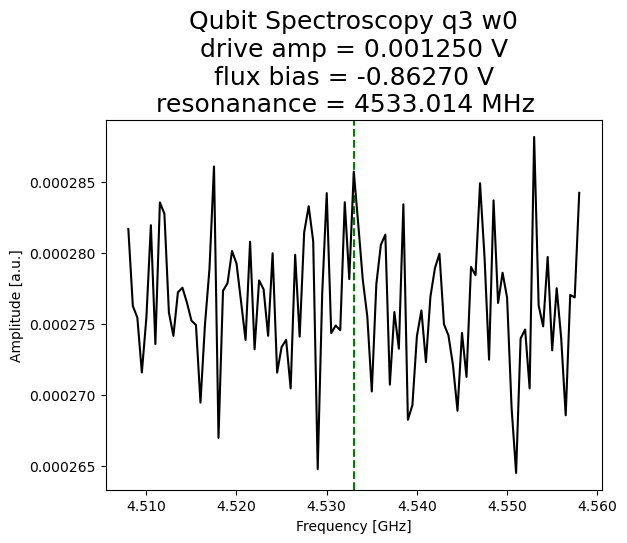 Qubit Spectroscopy q3 w0
drive amp = 0.001250 V
flux bias = -0.86270 V
resonanance = 4533.014 MHz
Amplitude [a.u.]
0.000285
0.000280
0.000275
0.000270
0.000265
4.510 4.520 4.530 4.540 4.550 4.560
Frequency [GHz]